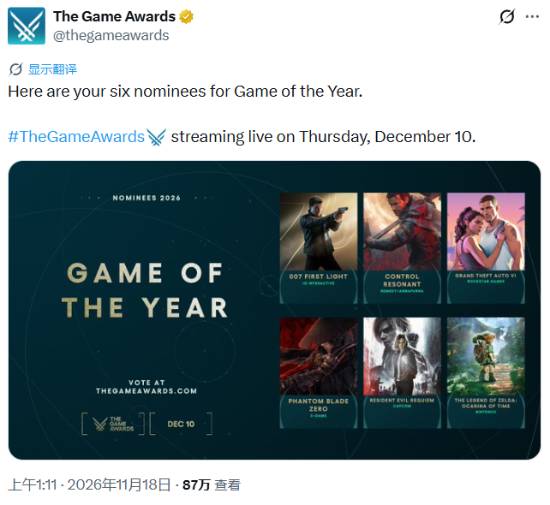 The Game Awards
@thegameawards
显示翻译
Here are your six nominees for Game of the Year.
#TheGameAwards streaming live on Thursday, December 10.
NOMINEES 2026
GAME OF
THE YEAR
VOTE AT
THEGAMEAWARDS.COM
THE
GAME
AWARDS
DEC 10
007 FIRST LIGHT
IO INTERACTIVE
CONTROL
RESONANT
REMEDY/ANNAPURNA
GRAND THEFT AUTO VI
ROCKSTAR GAMES
PHANTOM BLADE
ZERO
S-GAME
RESIDENT EVIL REQUIEM
CAPCOM
THE LEGEND OF ZELDA:
OCARINA OF TIME
NINTENDO
上午1:11 · 2026年11月18日 · 87万 查看